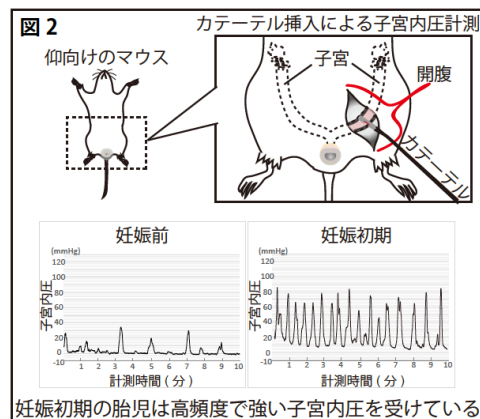 図2
カテーテル挿入による子宮内圧計測
仰向けのマウス
子宮
開腹
カテーテル
妊娠前
(mmHg)
120
100
80
60
40
20
0
-10
子宮内圧
1 2 3 4 5 6 7 8 9 10
計測時間(分)
妊娠初期
(mmHg)
120
100
80
60
40
20
0
-10
子宮内圧
1 2 3 4 5 6 7 8 9 10
計測時間(分)
妊娠初期の胎児は高頻度で強い子宮内圧を受けている